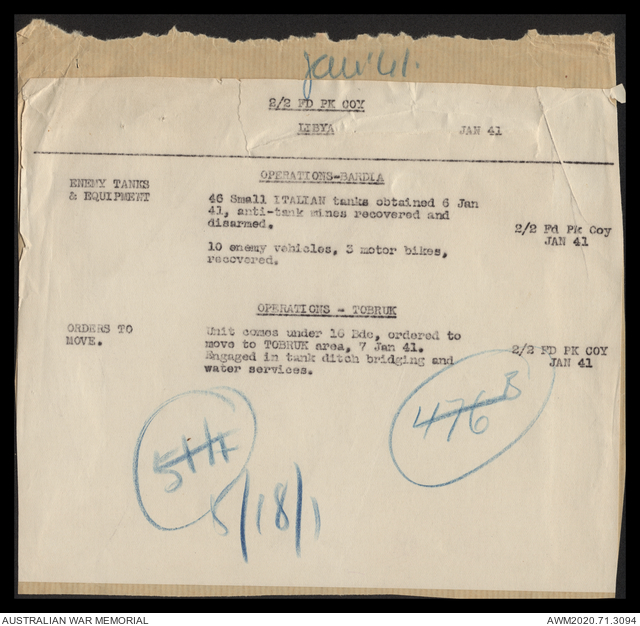 Jan '41.
2/2 FD PK COY
LIBYA JAN 41
OPERATIONS-BARDIA
ENEMY TANKS
& EQUIPMENT
46 Small ITALIAN tanks obtained 6 Jan
41, anti-tank mines recovered and
disarmed.
2/2 Fd Pk Coy
JAN 41
10 enemy vehicles, 3 motor bikes,
recovered.
OPERATIONS - TOBRUK
ORDERS TO
MOVE.
Unit comes under 16 Bde, ordered to
move to TOBRUK area, 7 Jan 41.
Engaged in tank ditch bridging and
water services.
2/2 FD PK COY
JAN 41
476 B
5/18/1
AUSTRALIAN WAR MEMORIAL AWM2020.71.3094